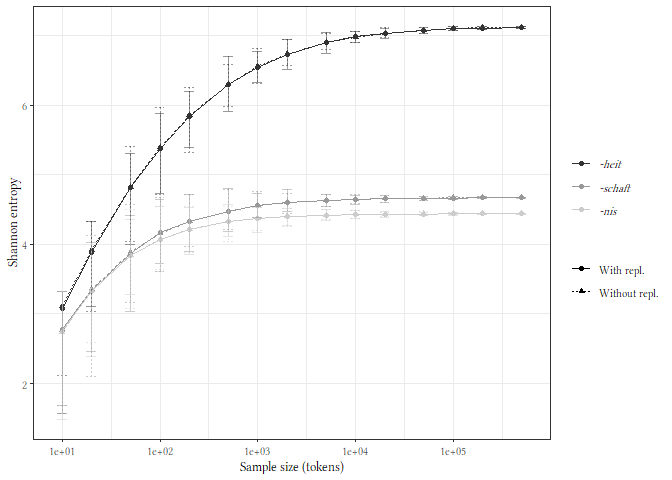 Shannon entropy
6
4
2
1e+01
1e+02
1e+03
1e+04
1e+05
Sample size (tokens)
-heit
-schaft
-nis
With repl.
Without repl.